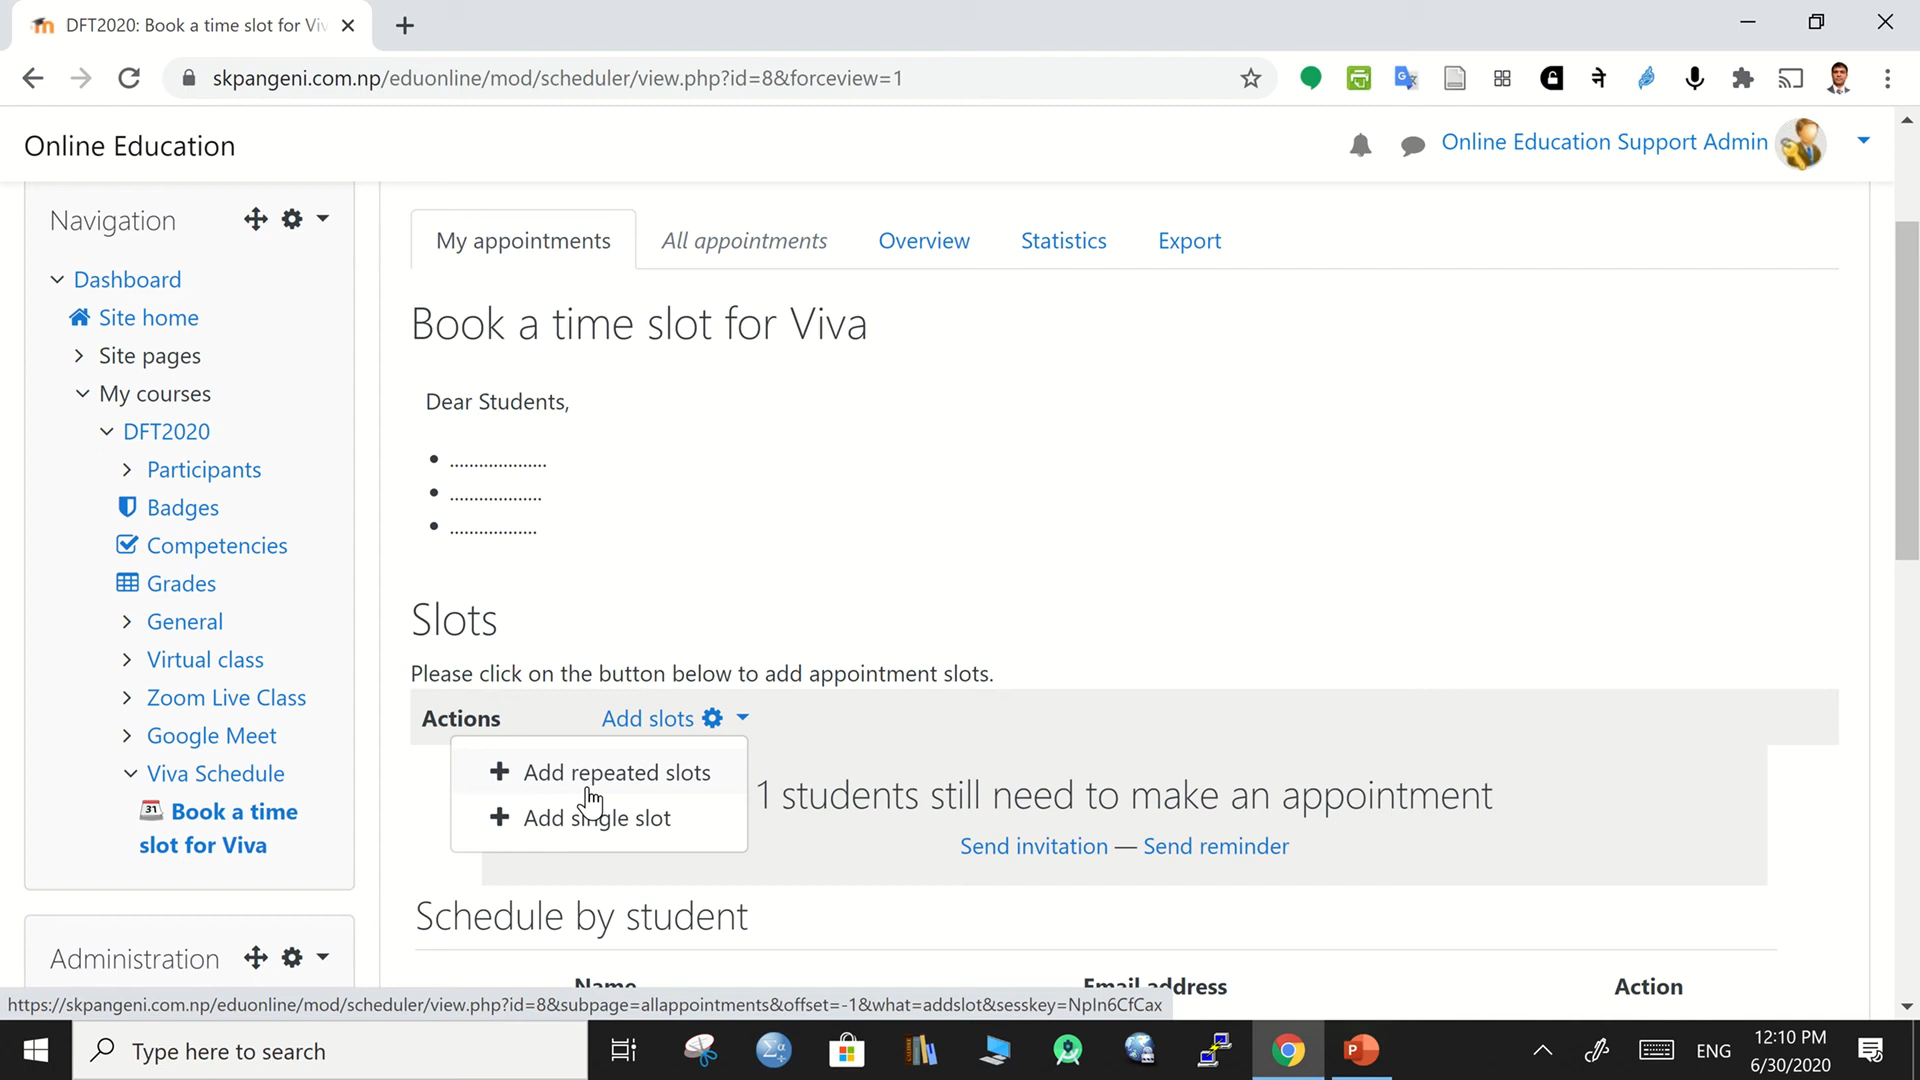 DFT2020: Book a time slot for Viv
skpangeni.com.np/eduonline/mod/scheduler/view.php?id=8&forceview=1
Online Education
Online Education Support Admin
Navigation
Dashboard
Site home
Site pages
My courses
DFT2020
Participants
Badges
Competencies
Grades
General
Virtual class
Zoom Live Class
Google Meet
Viva Schedule
Book a time
slot for Viva
Administration
My appointments All appointments Overview Statistics Export
Book a time slot for Viva
Dear Students,
....................
...................
..................
Slots
Please click on the button below to add appointment slots.
Actions Add slots
Add repeated slots
Add single slot
1 students still need to make an appointment
Send invitation — Send reminder
Schedule by student
Name Email address Action
https://skpangeni.com.np/eduonline/mod/scheduler/view.php?id=8&subpage=allappointments&offset=-1&what=addslot&sesskey=NpIn6CfCax
Type here to search
ENG
12:10 PM
6/30/2020